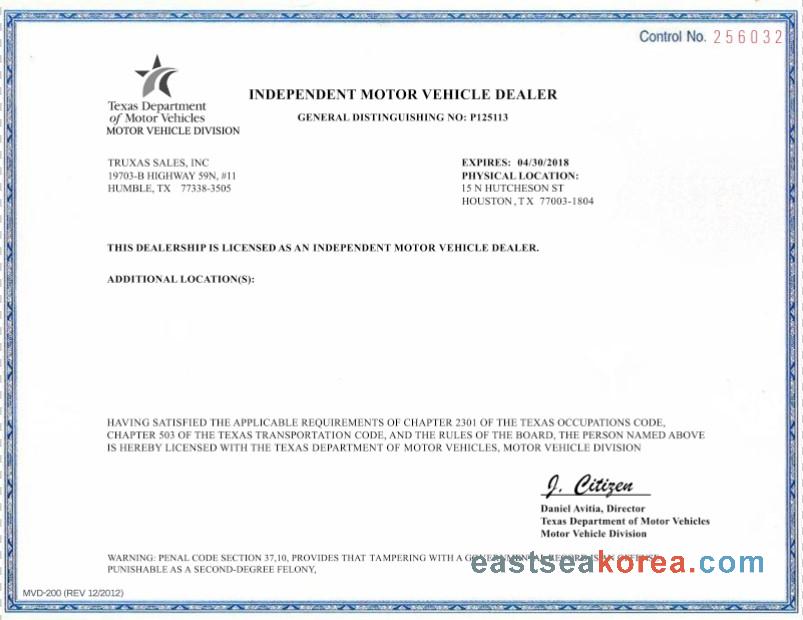 Control No. 256032
Texas Department
of Motor Vehicles
MOTOR VEHICLE DIVISION
INDEPENDENT MOTOR VEHICLE DEALER
GENERAL DISTINGUISHING NO: P125113
TRUXAS SALES, INC
19703-B HIGHWAY 59N, #11
HUMBLE, TX 77338-3505
EXPIRES: 04/30/2018
PHYSICAL LOCATION:
15 N HUTCHESON ST
HOUSTON, TX 77003-1804
THIS DEALERSHIP IS LICENSED AS AN INDEPENDENT MOTOR VEHICLE DEALER.
ADDITIONAL LOCATION(S):
HAVING SATISFIED THE APPLICABLE REQUIREMENTS OF CHAPTER 2301 OF THE TEXAS OCCUPATIONS CODE,
CHAPTER 503 OF THE TEXAS TRANSPORTATION CODE, AND THE RULES OF THE BOARD, THE PERSON NAMED ABOVE
IS HEREBY LICENSED WITH THE TEXAS DEPARTMENT OF MOTOR VEHICLES, MOTOR VEHICLE DIVISION
J. Citizen
Daniel Avitia, Director
Texas Department of Motor Vehicles
Motor Vehicle Division
WARNING: PENAL CODE SECTION 37,10, PROVIDES THAT TAMPERING WITH A GOVERNMENTAL RECORD IS AN OFFENSE
PUNISHABLE AS A SECOND-DEGREE FELONY,
eastseakorea.com
MVD-200 (REV 12/2012)